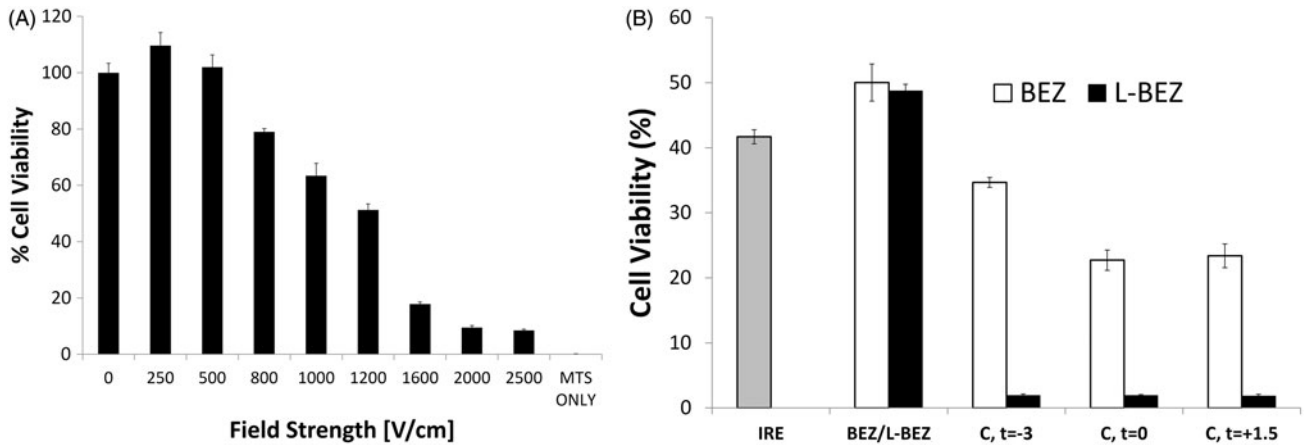 (A)
120
100
80
60
40
20
0
% Cell Viability
0 250 500 800 1000 1200 1600 2000 2500 MTS
ONLY
Field Strength [V/cm]
(B)
60
50
40
30
20
10
0
Cell Viability (%)
BEZ L-BEZ
IRE BEZ/L-BEZ C, t=-3 C, t=0 C, t=+1.5